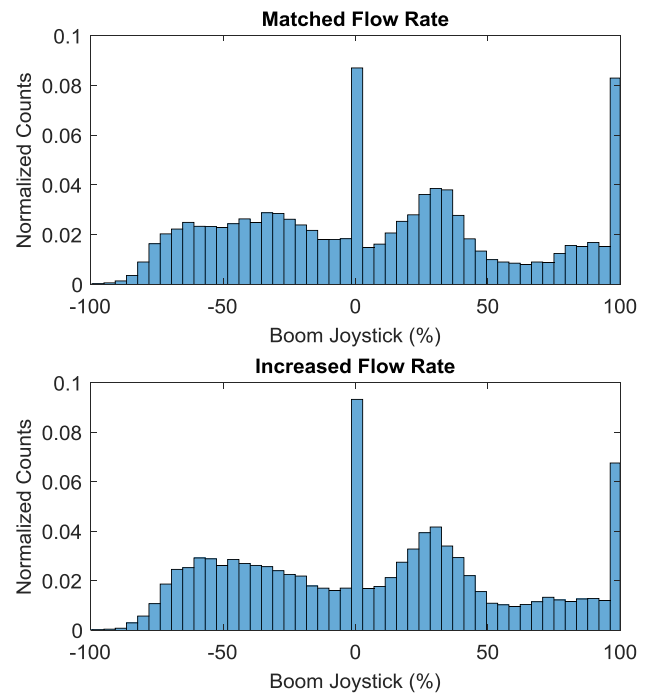 Matched Flow Rate
0.1
0.08
0.06
0.04
0.02
0
Normalized Counts
-100 -50 0 50 100
Boom Joystick (%)
Increased Flow Rate
0.1
0.08
0.06
0.04
0.02
0
Normalized Counts
-100 -50 0 50 100
Boom Joystick (%)